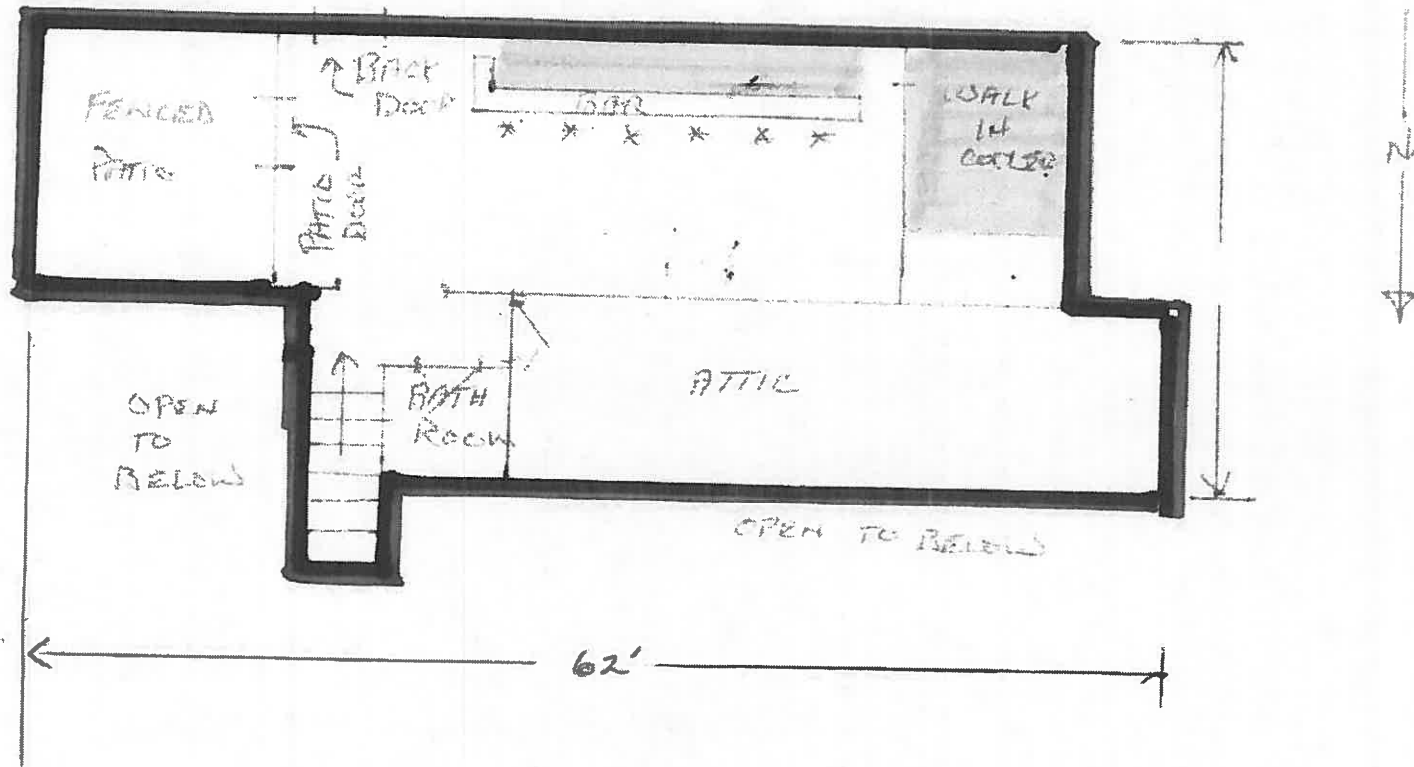 FENCED
PATIO
BACK
DOOR
PATIO
DOOR
BAR
WALK
IN
COOLER
N
OPEN
TO
BELOW
BATH
ROOM
ATTIC
OPEN TO BELOW
62'